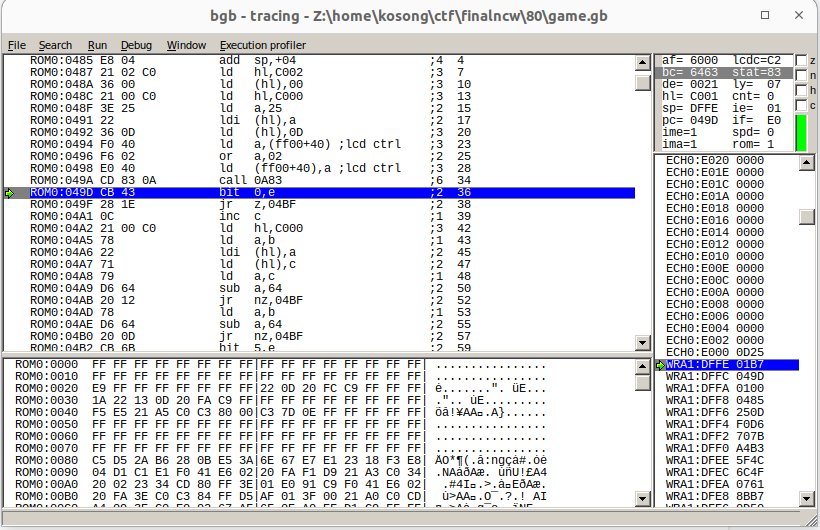 bgb - tracing - Z:\home\kosong\ctf\finalncw\80\game.gb
File Search Run Debug Window Execution profiler
ROM0:0485 E8 04 add sp,+04 ;4 4
ROM0:0487 21 02 C0 ld hl,C002 ;3 7
ROM0:048A 36 00 ld (hl),00 ;3 10
ROM0:048C 21 00 C0 ld hl,C000 ;3 13
ROM0:048F 3E 25 ld a,25 ;2 15
ROM0:0491 22 ldi (hl),a ;2 17
ROM0:0492 36 0D ld (hl),0D ;3 20
ROM0:0494 F0 40 ld a,(ff00+40) ;lcd ctrl ;3 23
ROM0:0496 F6 02 or a,02 ;2 25
ROM0:0498 E0 40 ld (ff00+40),a ;lcd ctrl ;3 28
ROM0:049A CD 83 0A call 0A83 ;6 34
ROM0:049D CB 43 bit 0,e ;2 36
ROM0:049F 28 1E jr z,04BF ;2 38
ROM0:04A1 0C inc c ;1 39
ROM0:04A2 21 00 C0 ld hl,C000 ;3 42
ROM0:04A5 78 ld a,b ;1 43
ROM0:04A6 22 ldi (hl),a ;2 45
ROM0:04A7 71 ld (hl),c ;2 47
ROM0:04A8 79 ld a,c ;1 48
ROM0:04A9 D6 64 sub a,64 ;2 50
ROM0:04AB 20 12 jr nz,04BF ;2 52
ROM0:04AD 78 ld a,b ;1 53
ROM0:04AE D6 64 sub a,64 ;2 55
ROM0:04B0 20 0D jr nz,04BF ;2 57
ROM0:04B2 CB 6B bit 5,e ;2 59
af= 6000 lcdc=C2
bc= 6463 stat=83
de= 0021 ly= 07
hl= C001 cnt= 0
sp= DFFE ie= 01
pc= 049D if= E0
ime=1 spd= 0
ima=1 rom= 1
z
n
h
c
ECH0:E020 0000
ECH0:E01E 0000
ECH0:E01C 0000
ECH0:E01A 0000
ECH0:E018 0000
ECH0:E016 0000
ECH0:E014 0000
ECH0:E012 0000
ECH0:E010 0000
ECH0:E00E 0000
ECH0:E00C 0000
ECH0:E00A 0000
ECH0:E008 0000
ECH0:E006 0000
ECH0:E004 0000
ECH0:E002 0000
ECH0:E000 0D25
WRA1:DFFE 01B7
WRA1:DFFC 049D
WRA1:DFFA 0100
WRA1:DFF8 0485
WRA1:DFF6 250D
WRA1:DFF4 F0D6
WRA1:DFF2 707B
WRA1:DFF0 A4B3
WRA1:DFEE 5F4C
WRA1:DFEC 6C4F
WRA1:DFEA 0761
WRA1:DFE8 8BB7
ROM0:0000 FF FF FF FF FF FF FF FF|FF FF FF FF FF FF FF FF| ................
ROM0:0010 FF FF FF FF FF FF FF FF|FF FF FF FF FF FF FF FF| ................
ROM0:0020 E9 FF FF FF FF FF FF FF|22 0D 20 FC C9 FF FF FF|
ROM0:0030 1A 22 13 0D 20 FA C9 FF|FF FF FF FF FF FF FF FF|
ROM0:0040 F5 E5 21 A5 C0 C3 80 00|C3 7D 0E FF FF FF FF FF|
ROM0:0050 FF FF FF FF FF FF FF FF|FF FF FF FF FF FF FF FF| ................
ROM0:0060 FF FF FF FF FF FF FF FF|FF FF FF FF FF FF FF FF| ................
ROM0:0070 FF FF FF FF FF FF FF FF|FF FF FF FF FF FF FF FF| ................
ROM0:0080 C5 D5 2A B6 28 0B E5 3A|6E 67 E7 E1 23 18 F3 E8|
ROM0:0090 04 D1 C1 E1 F0 41 E6 02|20 FA F1 D9 21 A3 C0 34|
ROM0:00A0 20 02 23 34 CD 80 FF 3E|01 E0 91 C9 F0 41 E6 02|
ROM0:00B0 20 FA 3E C0 C3 84 FF D5|AF 01 3F 00 21 A0 C0 CD|